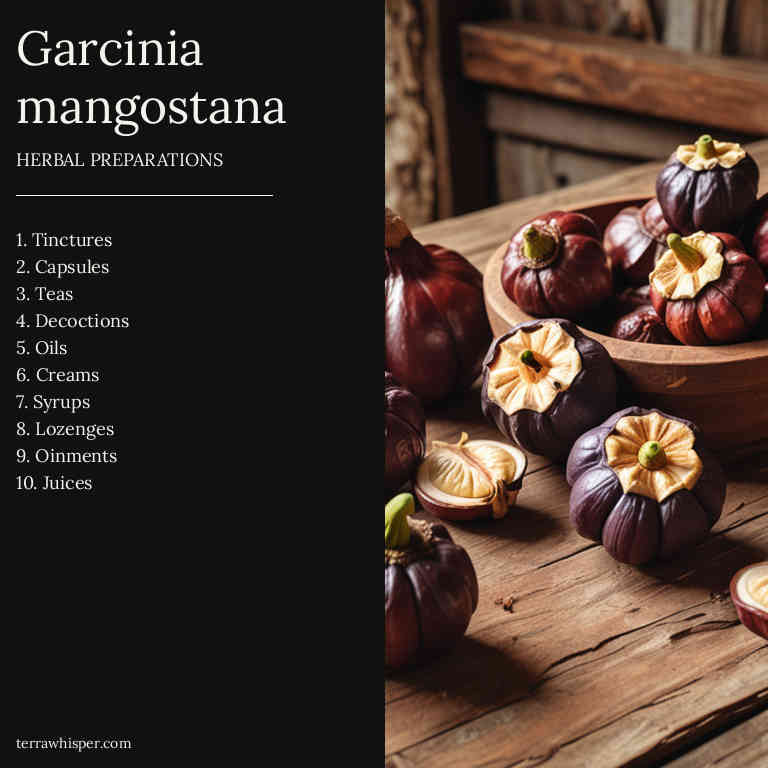 Garcinia
mangostana
HERBAL PREPARATIONS
1. Tinctures
2. Capsules
3. Teas
4. Decoctions
5. Oils
6. Creams
7. Syrups
8. Lozenges
9. Oinments
10. Juices
terrawhisper.com